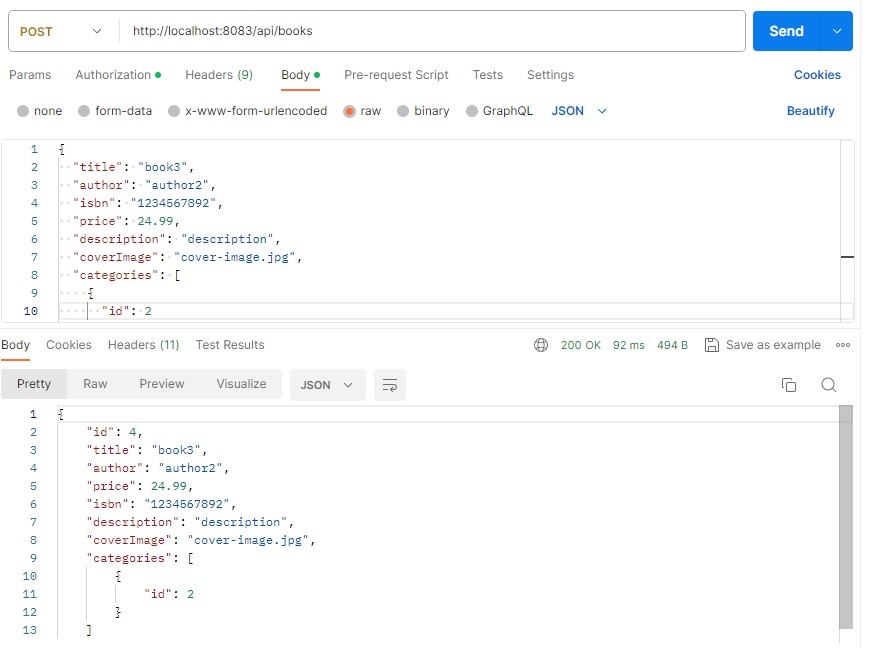 POST http://localhost:8083/api/books Send
Params Authorization Headers (9) Body Pre-request Script Tests Settings Cookies
none form-data x-www-form-urlencoded raw binary GraphQL JSON Beautify
1 {
2 "title": "book3",
3 "author": "author2",
4 "isbn": "1234567892",
5 "price": 24.99,
6 "description": "description",
7 "coverImage": "cover-image.jpg",
8 "categories": [
9 {
10 "id": 2
Body Cookies Headers (11) Test Results 200 OK 92 ms 494 B Save as example
Pretty Raw Preview Visualize JSON
1 {
2 "id": 4,
3 "title": "book3",
4 "author": "author2",
5 "price": 24.99,
6 "isbn": "1234567892",
7 "description": "description",
8 "coverImage": "cover-image.jpg",
9 "categories": [
10 {
11 "id": 2
12 }
13 ]